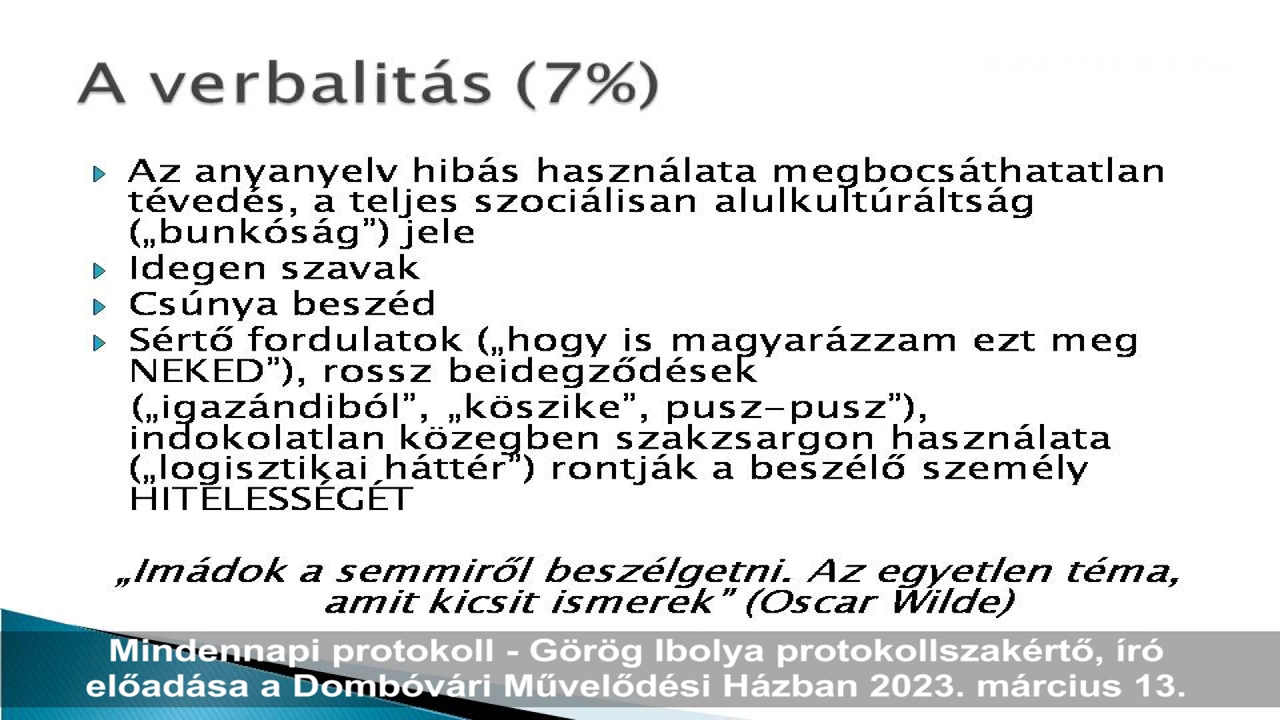 A verbalitás (7%)
Az anyanyelv hibás használata megbocsáthatatlan
tévedés, a teljes szociálisan alulkultúráltság
(„bunkóság”) jele
Idegen szavak
Csúnya beszéd
Sértő fordulatok („hogy is magyarázzam ezt meg
NEKED”), rossz beidegződések
(„igazándiból”, „köszike”, pusz-pusz”),
indokolatlan közegben szakzsargon használata
(„logisztikai háttér”) rontják a beszélő személy
HITELESSÉGÉT
„Imádok a semmiről beszélgetni. Az egyetlen téma,
amit kicsit ismerek” (Oscar Wilde)
Mindennapi protokoll - Görög Ibolya protokollszakértő, író
előadása a Dombóvári Művelődési Házban 2023. március 13.